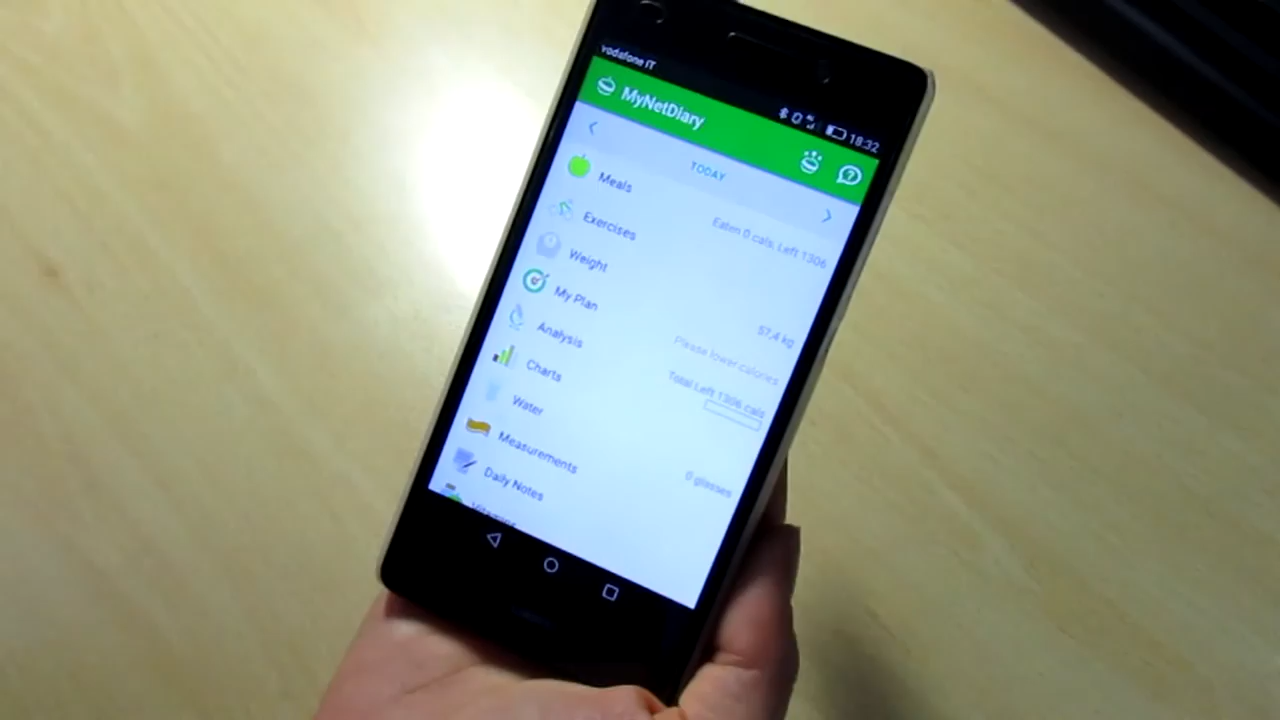 vodafone IT
18:32
MyNetDiary
TODAY
Meals
Eaten 0 cals, Left 1306
Exercises
Weight
57,4 kg
My Plan
Please lower calories
Analysis
Total Left 1306 cals
Charts
Water
0 glasses
Measurements
Daily Notes
Vitamins